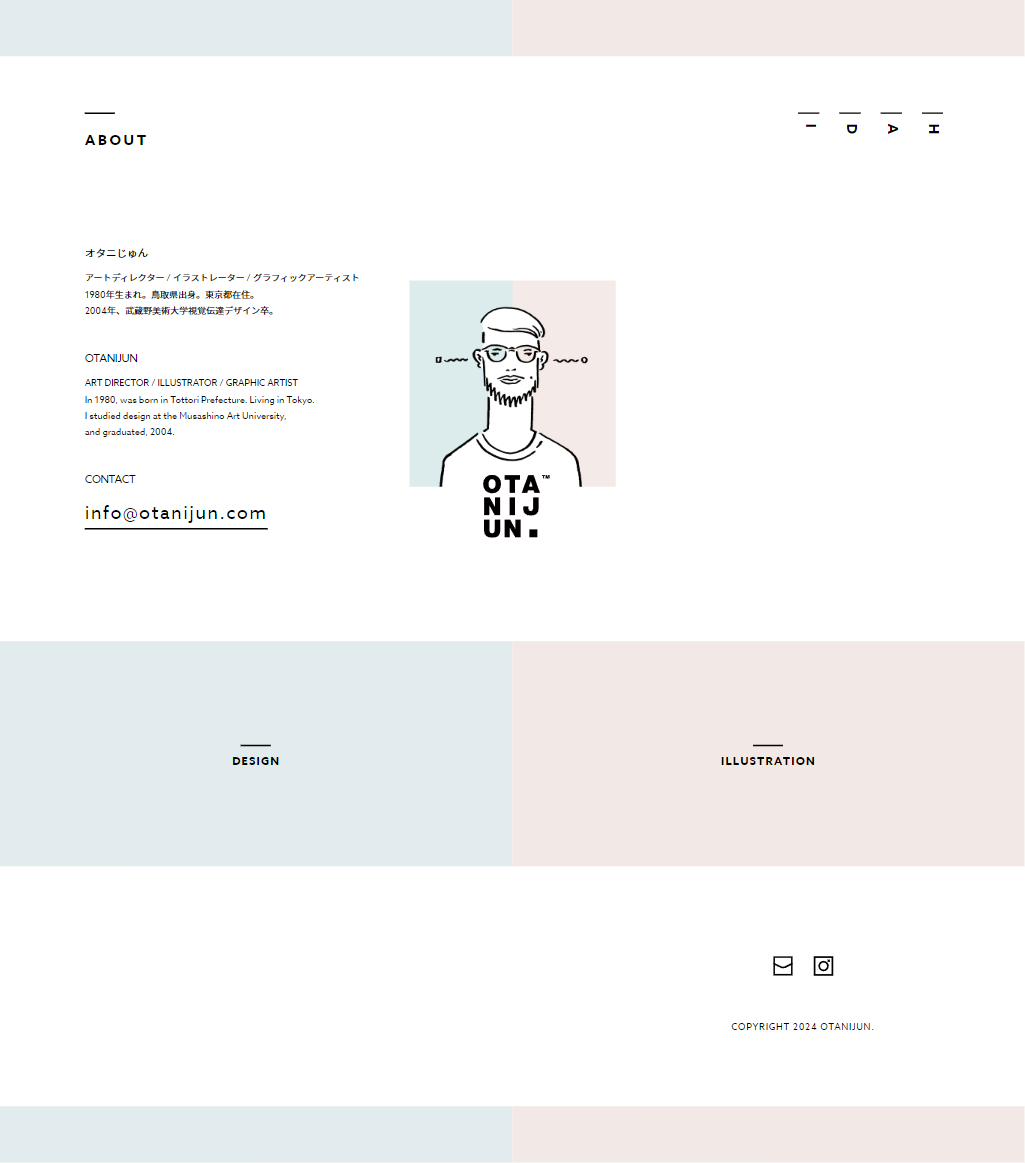 ABOUT
I D A H
オタニじゅん
アートディレクター / イラストレーター / グラフィックアーティスト
1980年生まれ。鳥取県出身。東京都在住。
2004年、武蔵野美術大学視覚伝達デザイン卒。
OTANIJUN
ART DIRECTOR / ILLUSTRATOR / GRAPHIC ARTIST
In 1980, was born in Tottori Prefecture. Living in Tokyo.
I studied design at the Musashino Art University,
and graduated, 2004.
CONTACT
info@otanijun.com
OTA™
NIJ
UN.
DESIGN
ILLUSTRATION
COPYRIGHT 2024 OTANIJUN.